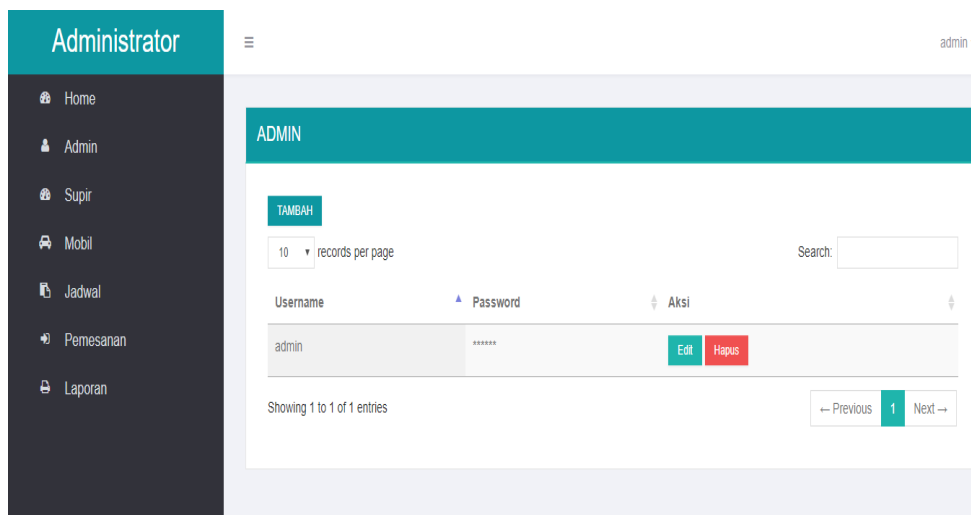 Administrator
admin
Home
Admin
Supir
Mobil
Jadwal
Pemesanan
Laporan
ADMIN
TAMBAH
10 records per page
Search:
Username Password Aksi
admin ****** Edit Hapus
Showing 1 to 1 of 1 entries
← Previous 1 Next →